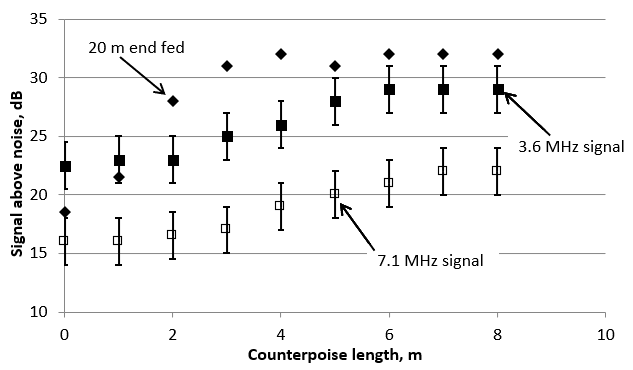 35
20 m end fed
30
25
3.6 MHz signal
20
7.1 MHz signal
15
10
Signal above noise, dB
0
2
4
6
8
10
Counterpoise length, m